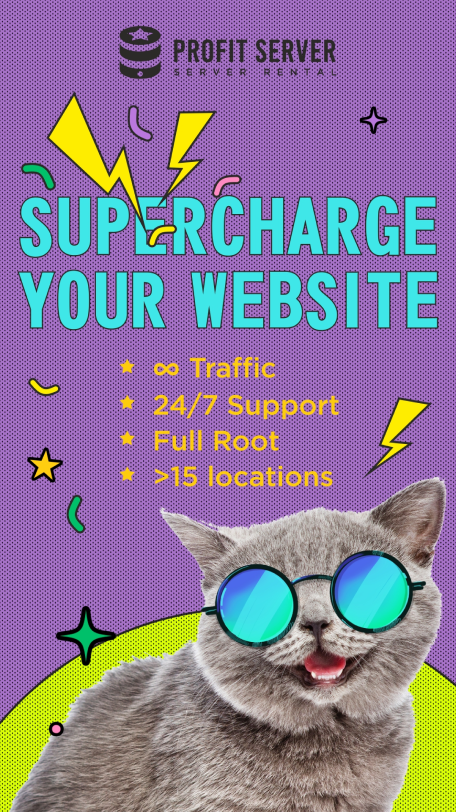 PROFIT SERVER
SERVER RENTAL
SUPERCHARGE
YOUR WEBSITE
∞ Traffic
24/7 Support
Full Root
>15 locations